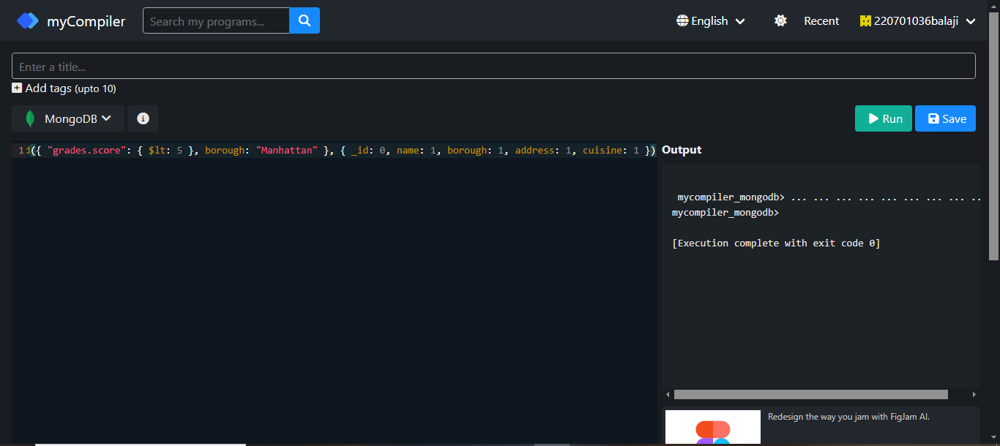 myCompiler
Search my programs...
English
Recent
220701036balaji
Enter a title...
Add tags (upto 10)
MongoDB
Run
Save
1 d({ "grades.score": { $lt: 5 }, borough: "Manhattan" }, { _id: 0, name: 1, borough: 1, address: 1, cuisine: 1 })
Output
mycompiler_mongodb> ... ... ... ... ... ... ... ... ..
mycompiler_mongodb>
[Execution complete with exit code 0]
Redesign the way you jam with FigJam AI.